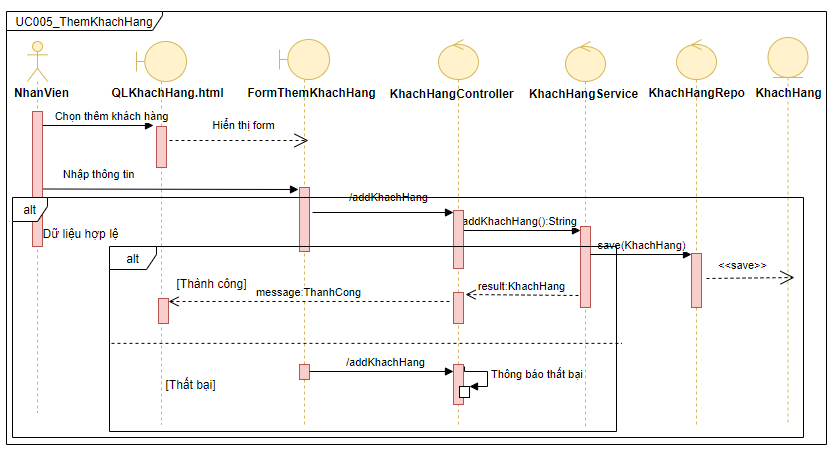 UC005_ThemKhachHang
NhanVien
QLKhachHang.html
FormThemKhachHang
KhachHangController
KhachHangService
KhachHangRepo
KhachHang
Chọn thêm khách hàng
Hiển thị form
Nhập thông tin
/addKhachHang
alt
addKhachHang():String
Dữ liệu hợp lệ
save(KhachHang)
alt
<<save>>
[Thành công]
result:KhachHang
message:ThanhCong
/addKhachHang
Thông báo thất bại
[Thất bại]